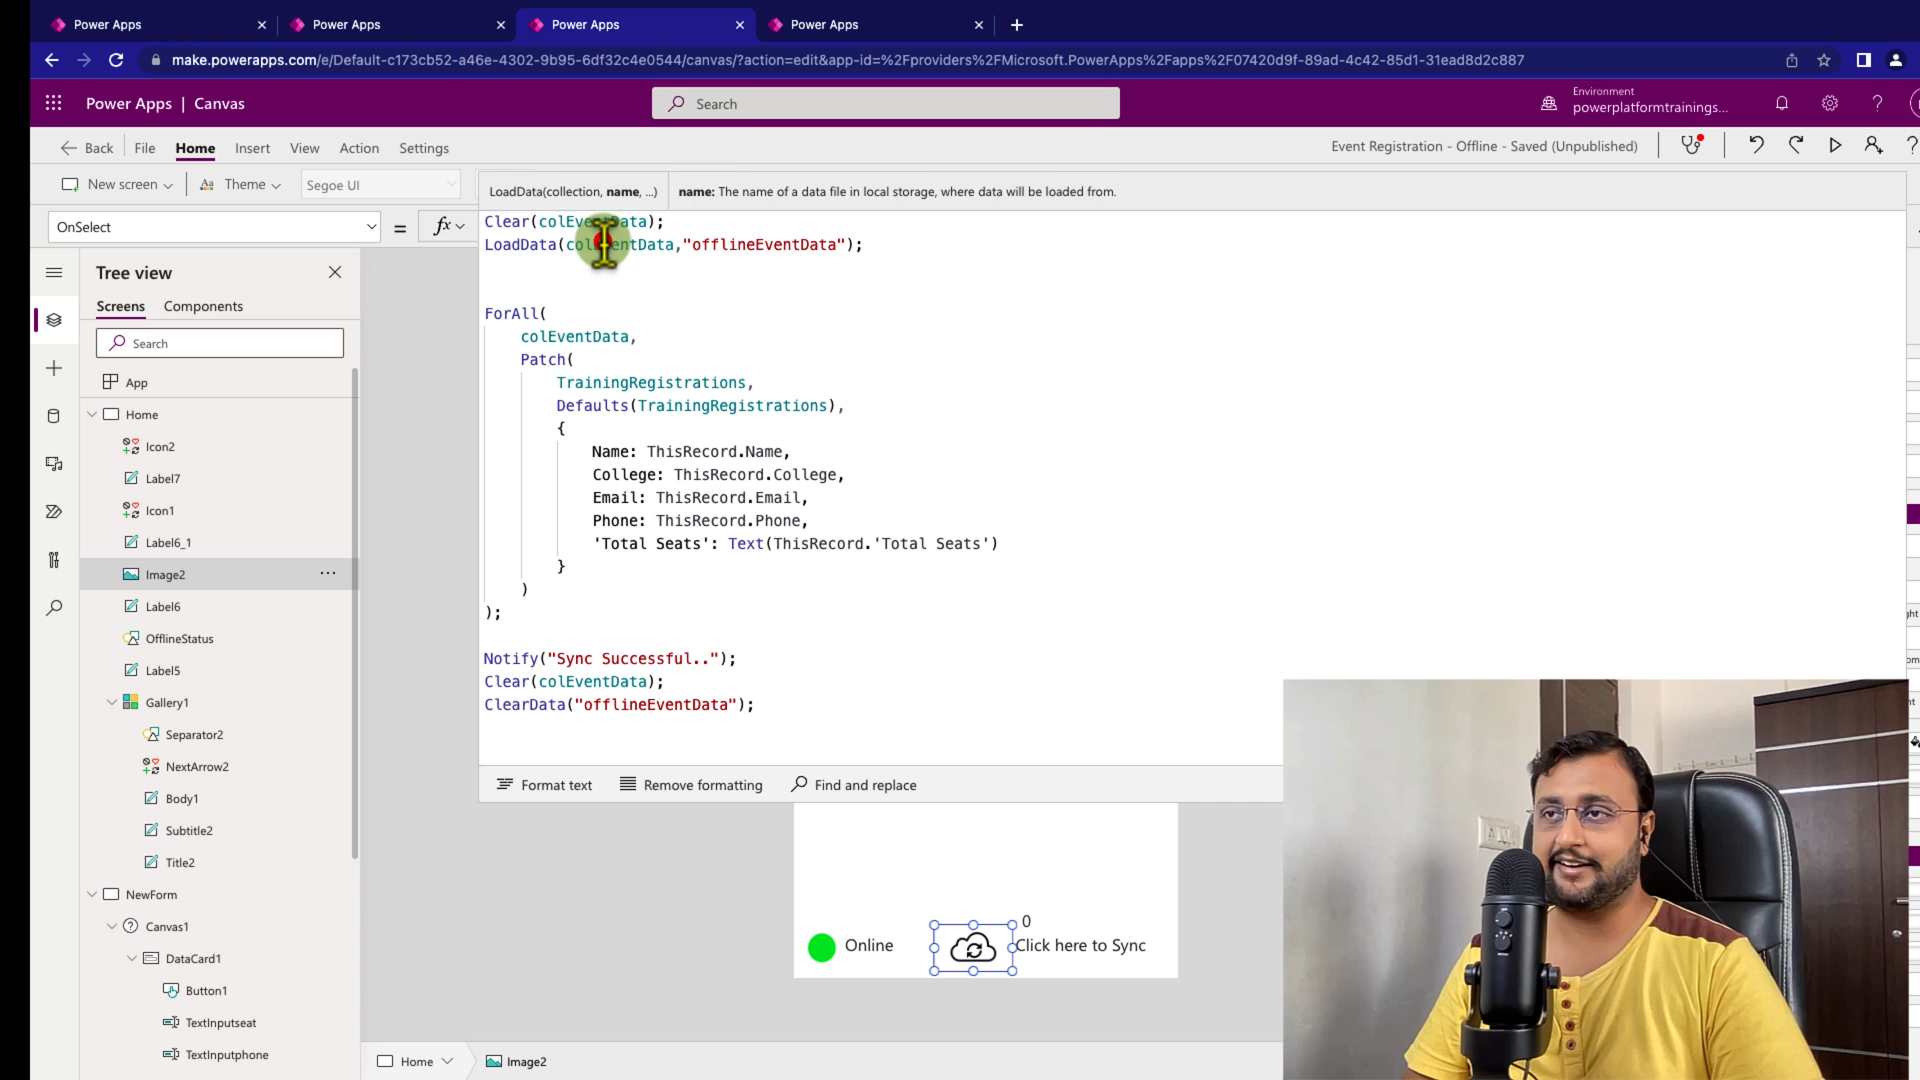 Power Apps
Power Apps
Power Apps
Power Apps
make.powerapps.com/e/Default-c173cb52-a46e-4302-9b95-6df32c4e0544/canvas/?action=edit&app-id=%2Fproviders%2FMicrosoft.PowerApps%2Fapps%2F07420d9f-89ad-4c42-85d1-31ead8d2c887
Power Apps | Canvas
Search
Environment
powerplatformtrainings...
Back
File
Home
Insert
View
Action
Settings
Event Registration - Offline - Saved (Unpublished)
New screen
Theme
Segoe UI
LoadData(collection, name, ...)
name: The name of a data file in local storage, where data will be loaded from.
OnSelect
=
fx
Clear(colEventData);
LoadData(colEventData,"offlineEventData");
ForAll(
colEventData,
Patch(
TrainingRegistrations,
Defaults(TrainingRegistrations),
{
Name: ThisRecord.Name,
College: ThisRecord.College,
Email: ThisRecord.Email,
Phone: ThisRecord.Phone,
'Total Seats': Text(ThisRecord.'Total Seats')
}
)
);
Notify("Sync Successful..");
Clear(colEventData);
ClearData("offlineEventData");
Format text
Remove formatting
Find and replace
Tree view
Screens
Components
Search
App
Home
Icon2
Label7
Icon1
Label6_1
Image2
Label6
OfflineStatus
Label5
Gallery1
Separator2
NextArrow2
Body1
Subtitle2
Title2
NewForm
Canvas1
DataCard1
Button1
TextInputseat
TextInputphone
0
Online
Click here to Sync
Home
Image2